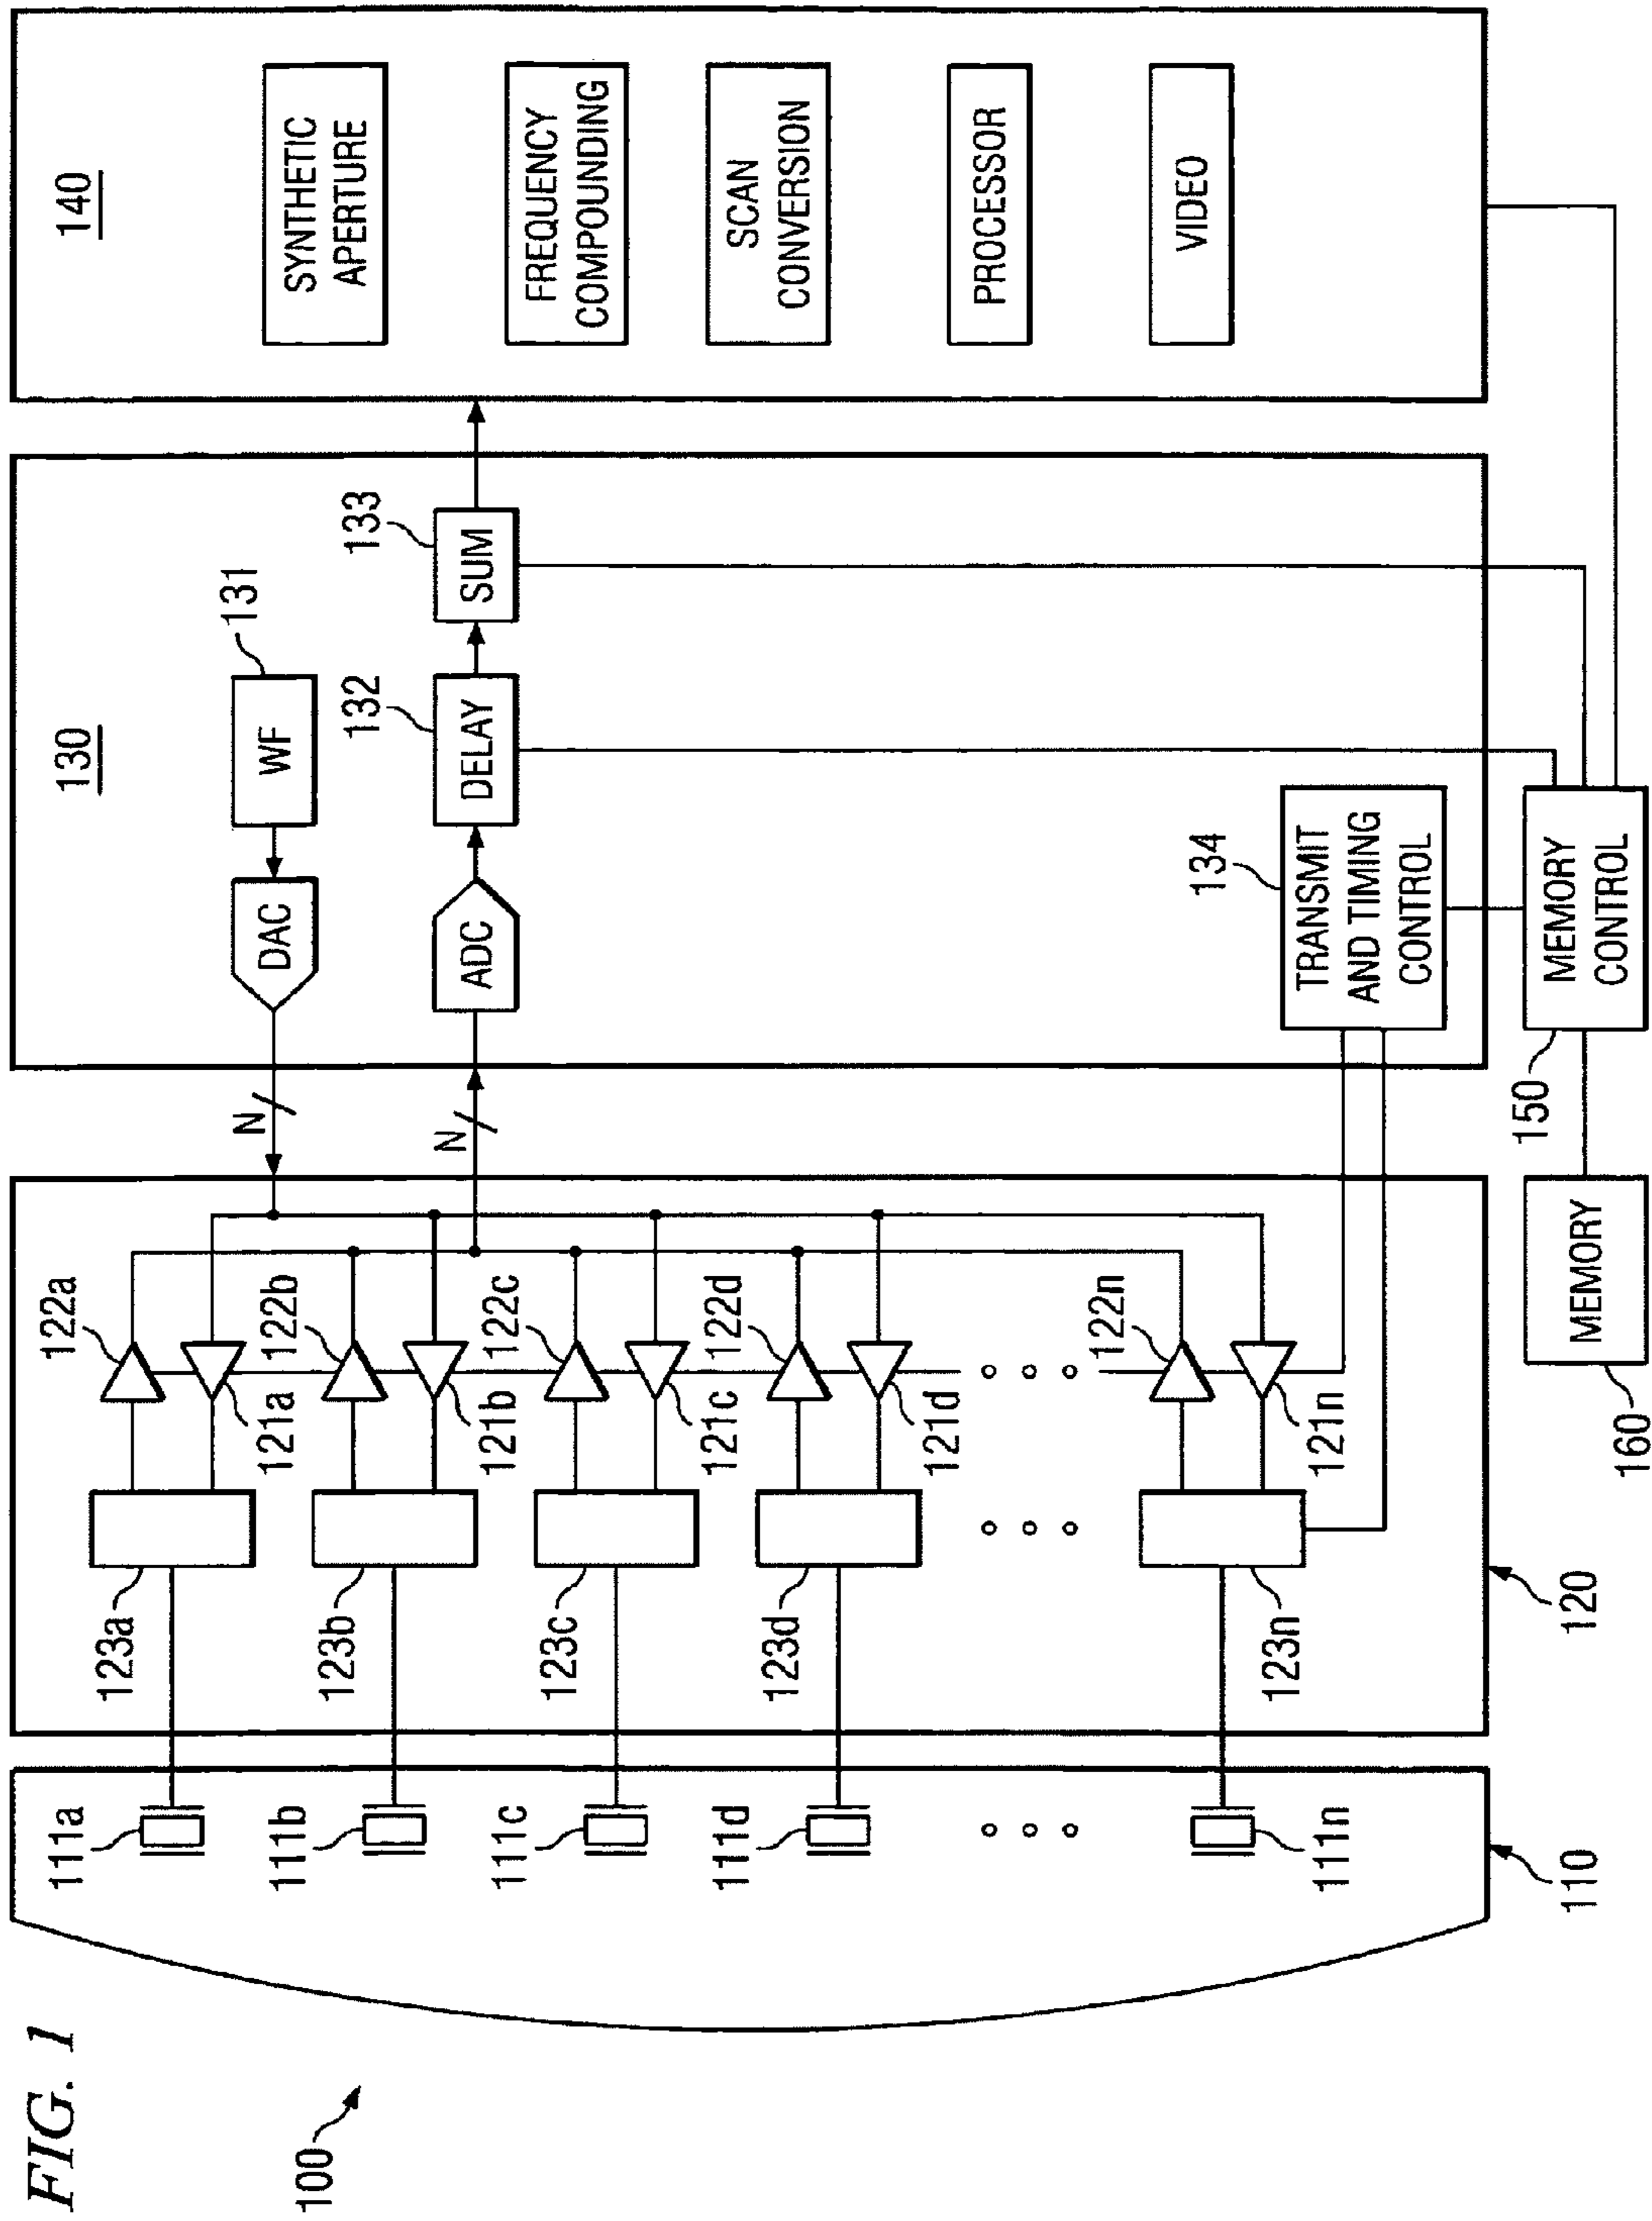 FIG. 1
100
110
111a
111b
111c
111d
111n
120
123a
123b
123c
123d
123n
122a
121a
122b
121b
122c
121c
122d
121d
122n
121n
N
N
130
DAC
WF
131
ADC
DELAY
132
SUM
133
TRANSMIT
AND TIMING
CONTROL
134
140
SYNTHETIC
APERTURE
FREQUENCY
COMPOUNDING
SCAN
CONVERSION
PROCESSOR
VIDEO
MEMORY
160
MEMORY
CONTROL
150